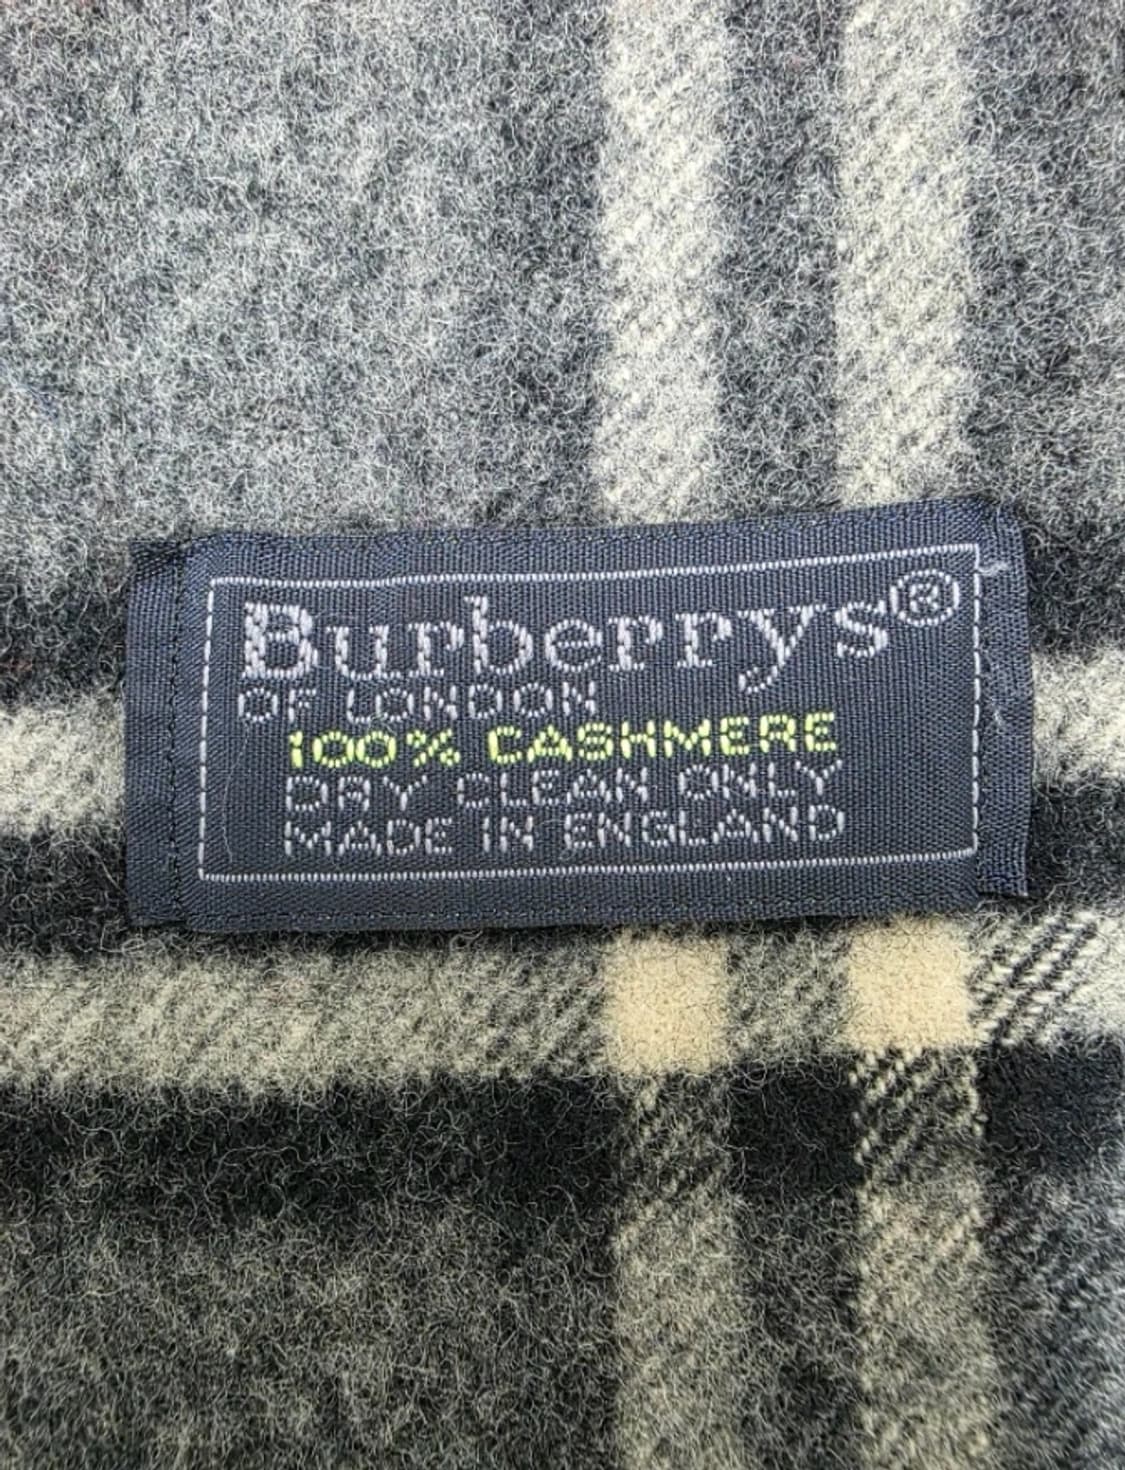 Burberrys®
OF LONDON
100% CASHMERE
DRY CLEAN ONLY
MADE IN ENGLAND